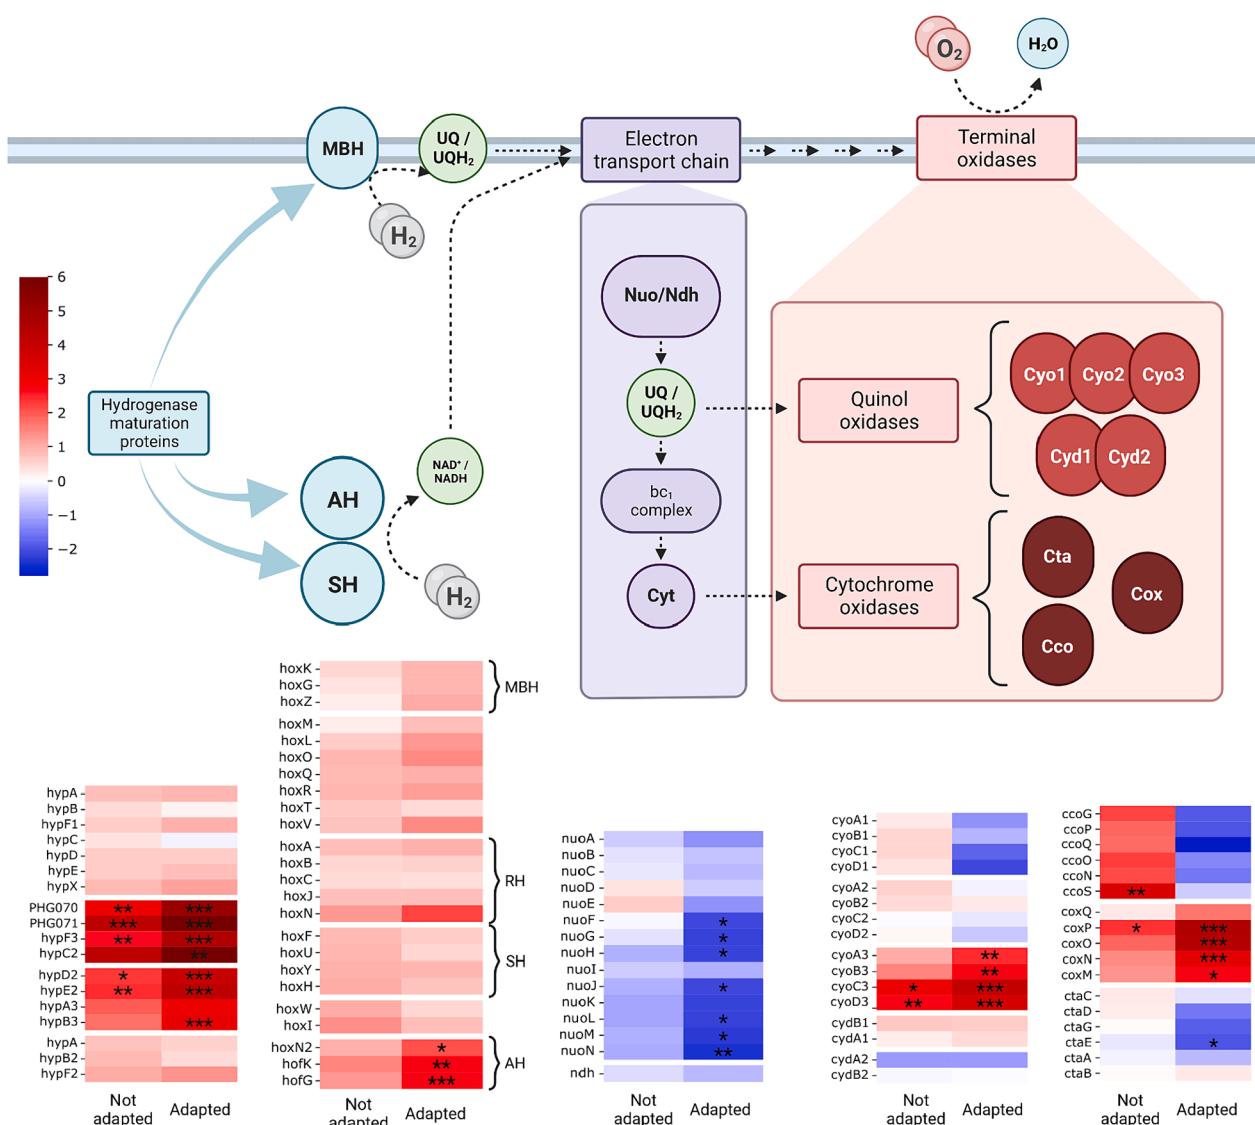 O2
H2O
MBH
UQ /
UQH2
Electron
transport chain
Terminal
oxidases
H2
6
5
4
3
2
1
0
−1
−2
Hydrogenase
maturation
proteins
AH
SH
NAD+ /
NADH
H2
Nuo/Ndh
UQ /
UQH2
bc1
complex
Cyt
Quinol
oxidases
Cyo1
Cyo2
Cyo3
Cyd1
Cyd2
Cytochrome
oxidases
Cta
Cox
Cco
hypA
hypB
hypF1
hypC
hypD
hypE
hypX
PHG070 ** ***
PHG071 *** ***
hypF3 ** ***
hypC2 **
hypD2 * ***
hypE2 ** ***
hypA3
hypB3 ***
hypA
hypB2
hypF2
Not
adapted
Adapted
hoxK
hoxG
hoxZ
MBH
hoxM
hoxL
hoxO
hoxQ
hoxR
hoxT
hoxV
hoxA
hoxB
hoxC
hoxJ
hoxN
RH
hoxF
hoxU
hoxY
hoxH
SH
hoxW
hoxI
hoxN2 *
hofK **
hofG ***
AH
Not
adapted
Adapted
nuoA
nuoB
nuoC
nuoD
nuoE
nuoF *
nuoG *
nuoH *
nuoI
nuoJ *
nuoK
nuoL *
nuoM *
nuoN **
ndh
Not
adapted
Adapted
cyoA1
cyoB1
cyoC1
cyoD1
cyoA2
cyoB2
cyoC2
cyoD2
cyoA3 **
cyoB3 **
cyoC3 * ***
cyoD3 ** ***
cydB1
cydA1
cydA2
cydB2
Not
adapted
Adapted
ccoG
ccoP
ccoQ
ccoO
ccoN
ccoS **
coxQ
coxP * ***
coxO ***
coxN ***
coxM *
ctaC
ctaD
ctaG
ctaE *
ctaA
ctaB
Not
adapted
Adapted